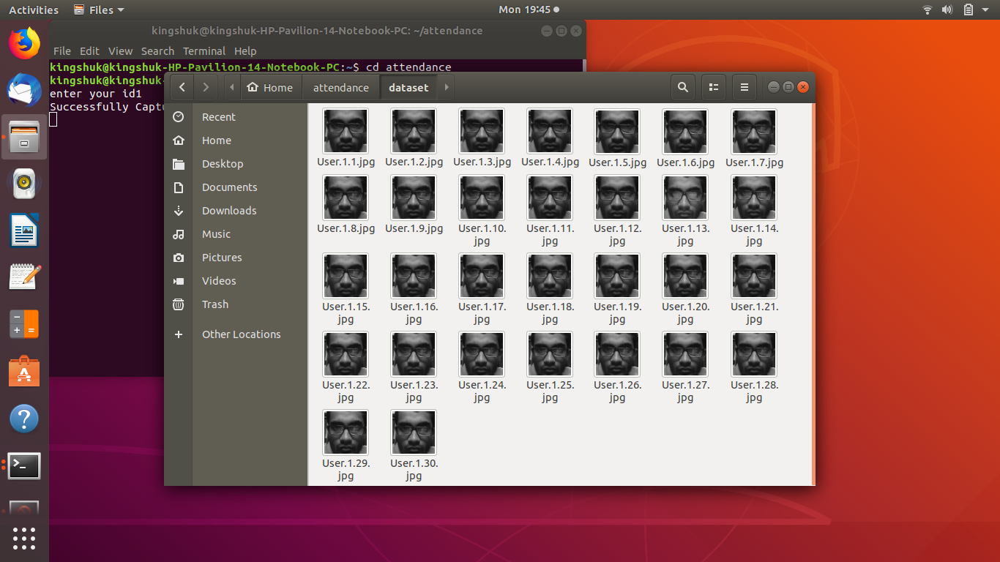 Activities Files Mon 19:45
kingshuk@kingshuk-HP-Pavilion-14-Notebook-PC: ~/attendance
File Edit View Search Terminal Help
kingshuk@kingshuk-HP-Pavilion-14-Notebook-PC:~$ cd attendance
kingshuk@kingshuk-
enter your id1
Successfully Captu
Home attendance dataset
Recent
Home
Desktop
Documents
Downloads
Music
Pictures
Videos
Trash
Other Locations
User.1.1.jpg User.1.2.jpg User.1.3.jpg User.1.4.jpg User.1.5.jpg User.1.6.jpg User.1.7.jpg
User.1.8.jpg User.1.9.jpg User.1.10. User.1.11. User.1.12. User.1.13. User.1.14.
jpg jpg jpg jpg jpg
User.1.15. User.1.16. User.1.17. User.1.18. User.1.19. User.1.20. User.1.21.
jpg jpg jpg jpg jpg jpg jpg
User.1.22. User.1.23. User.1.24. User.1.25. User.1.26. User.1.27. User.1.28.
jpg jpg jpg jpg jpg jpg jpg
User.1.29. User.1.30.
jpg jpg